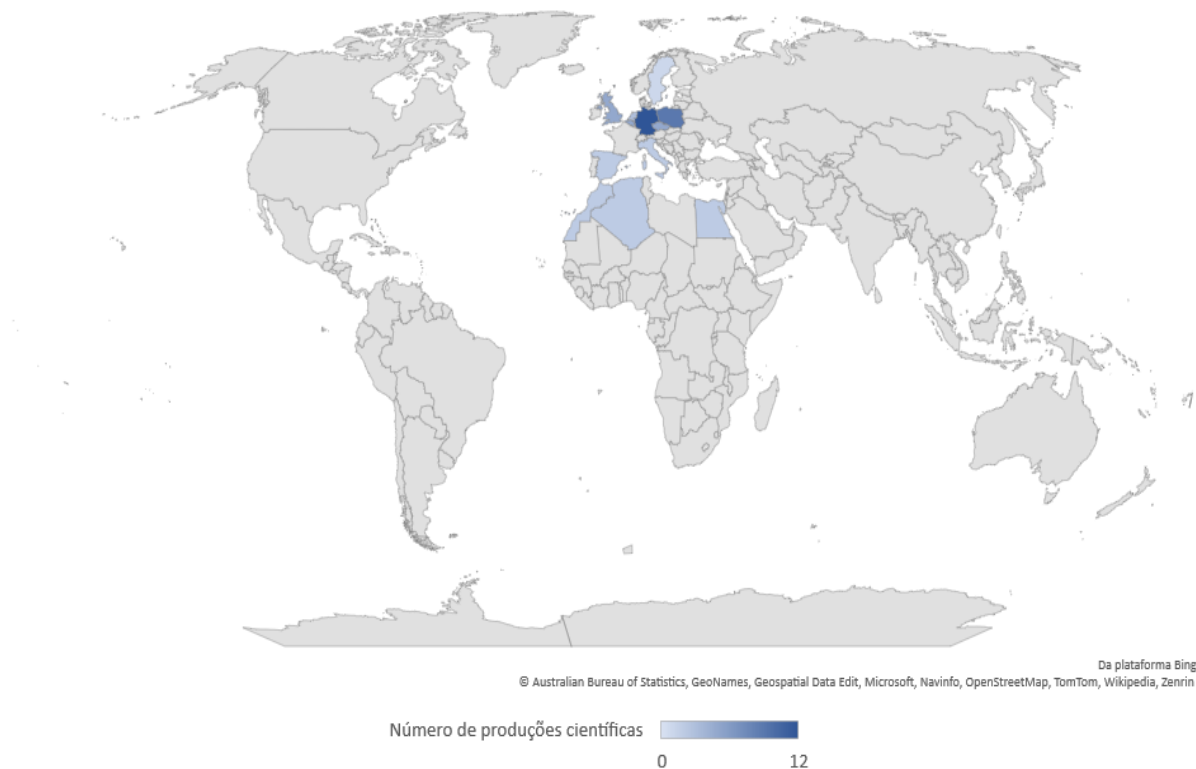 Da plataforma Bing
© Australian Bureau of Statistics, GeoNames, Geospatial Data Edit, Microsoft, Navinfo, OpenStreetMap, TomTom, Wikipedia, Zenrin
Número de produções científicas
0 12